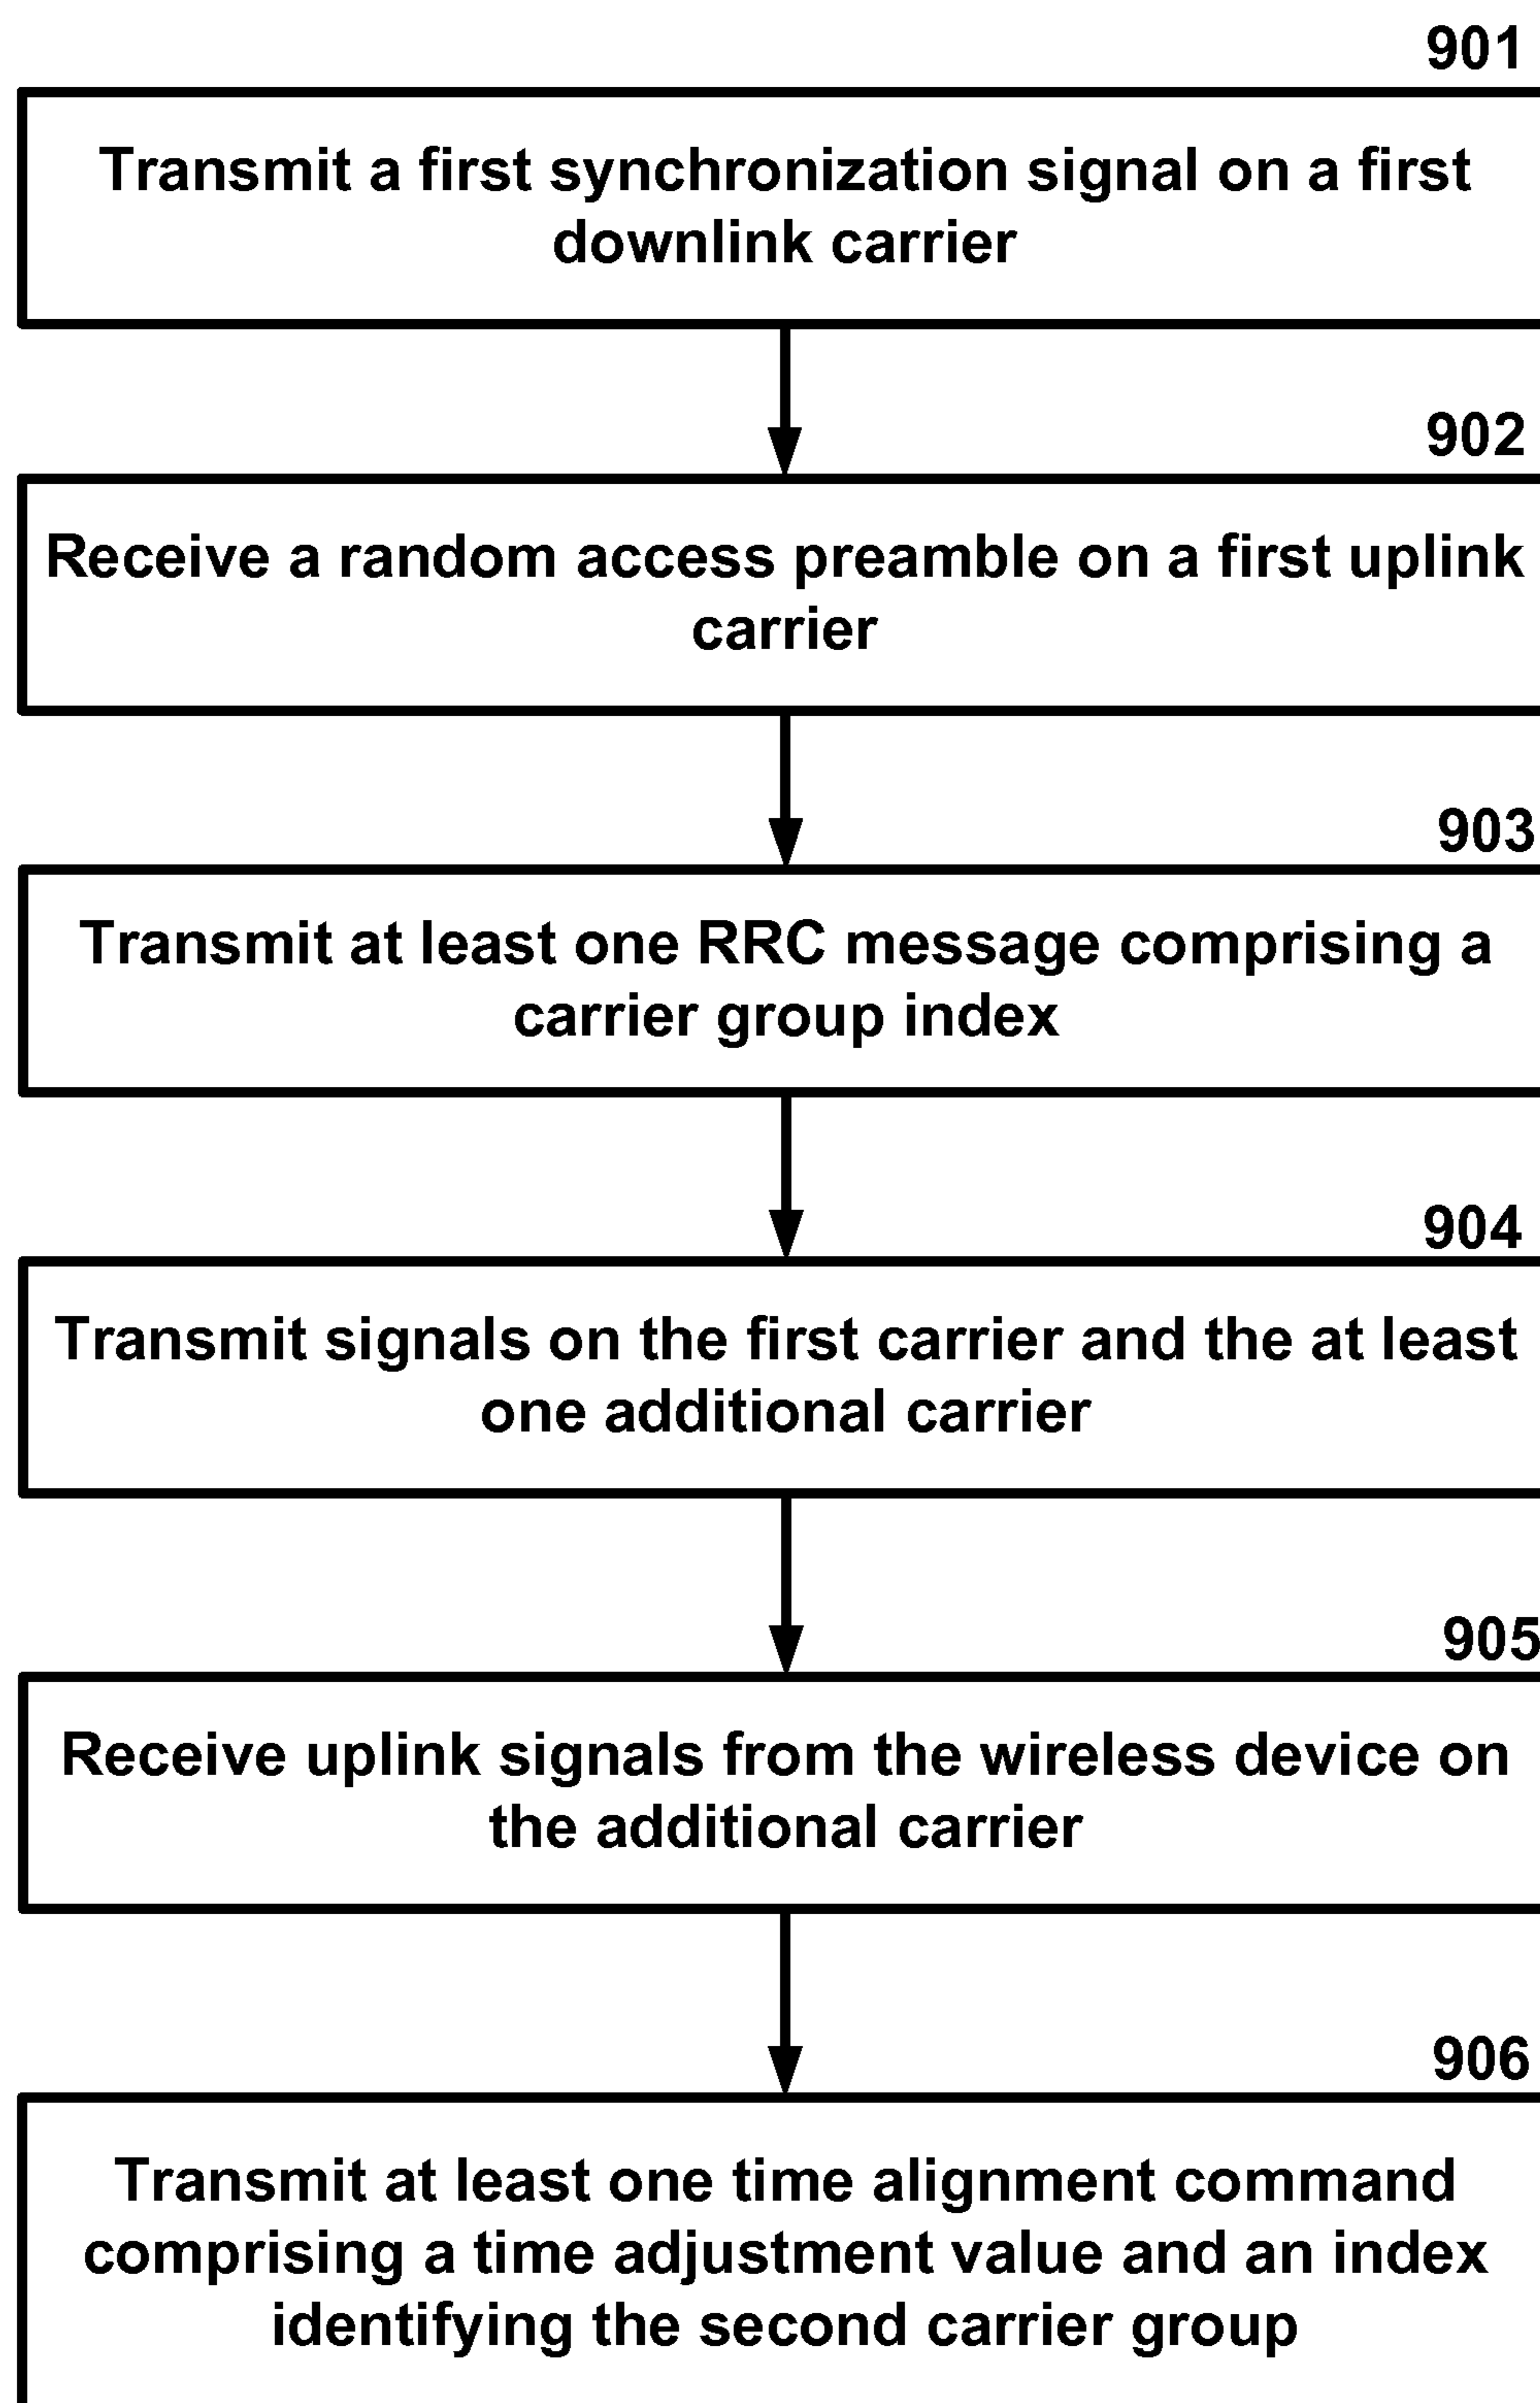 901
Transmit a first synchronization signal on a first
downlink carrier
902
Receive a random access preamble on a first uplink
carrier
903
Transmit at least one RRC message comprising a
carrier group index
904
Transmit signals on the first carrier and the at least
one additional carrier
905
Receive uplink signals from the wireless device on
the additional carrier
906
Transmit at least one time alignment command
comprising a time adjustment value and an index
identifying the second carrier group